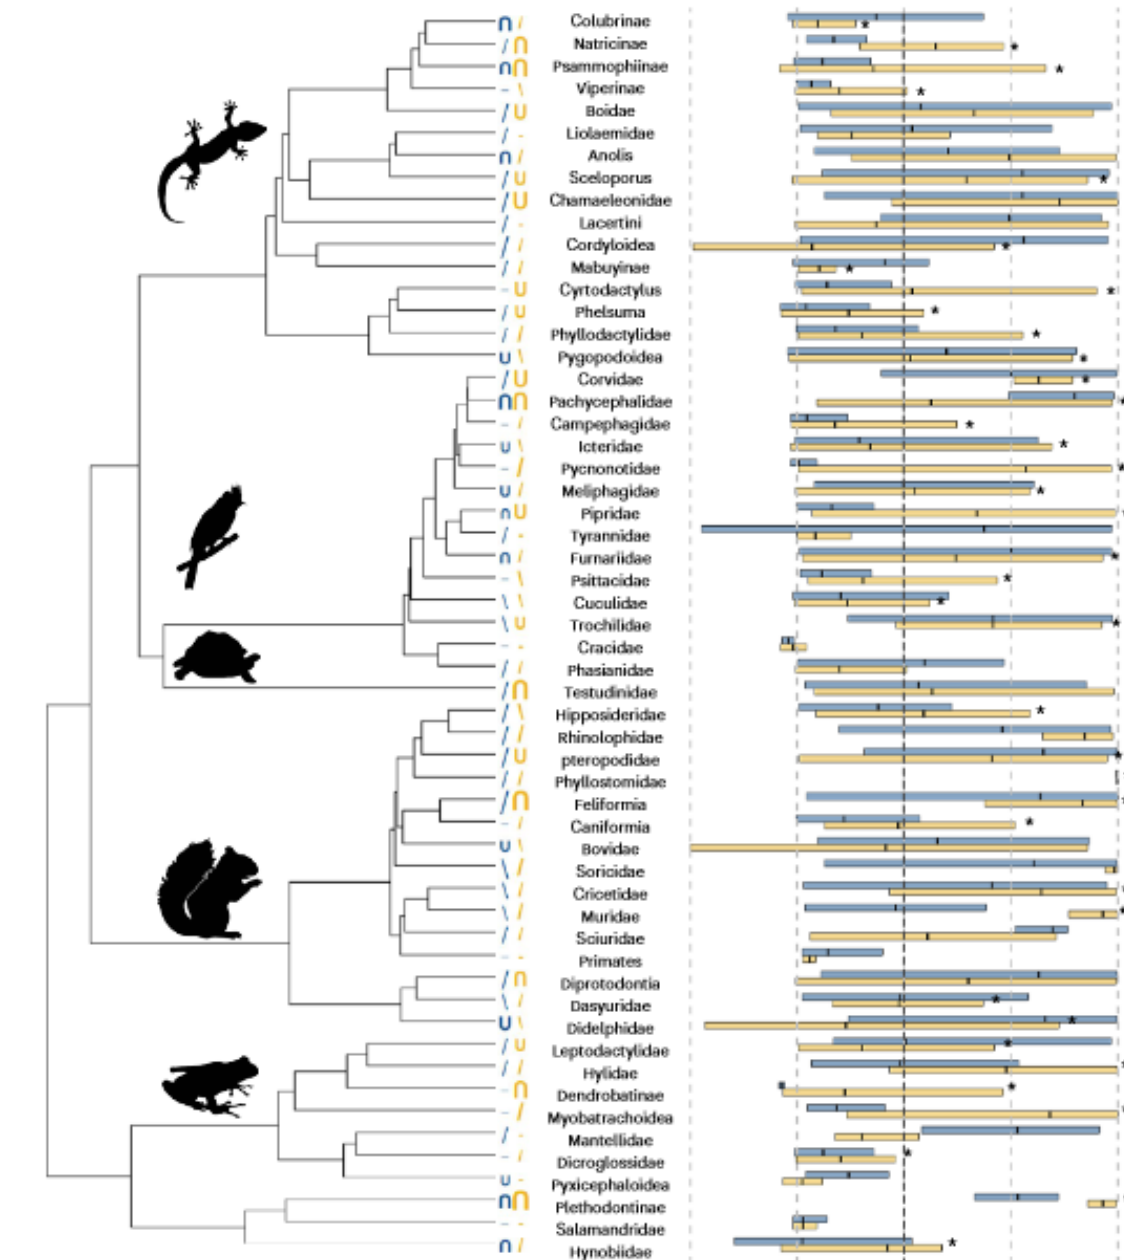 Colubrinae
Natricinae
Psammophiinae
Viperinae
Boidae
Liolaemidae
Anolis
Sceloporus
Chamaeleonidae
Lacertini
Cordyloidea
Mabuyinae
Cyrtodactylus
Phelsuma
Phyllodactylidae
Pygopodoidea
Corvidae
Pachycephalidae
Campephagidae
Icteridae
Pycnonotidae
Meliphagidae
Pipridae
Tyrannidae
Furnariidae
Psittacidae
Cuculidae
Trochilidae
Cracidae
Phasianidae
Testudinidae
Hipposideridae
Rhinolophidae
pteropodidae
Phyllostomidae
Feliformia
Caniformia
Bovidae
Soricidae
Cricetidae
Muridae
Sciuridae
Primates
Diprotodontia
Dasyuridae
Didelphidae
Leptodactylidae
Hylidae
Dendrobatinae
Myobatrachoidea
Mantellidae
Dicroglossidae
Pyxicephaloidea
Plethodontinae
Salamandridae
Hynobiidae